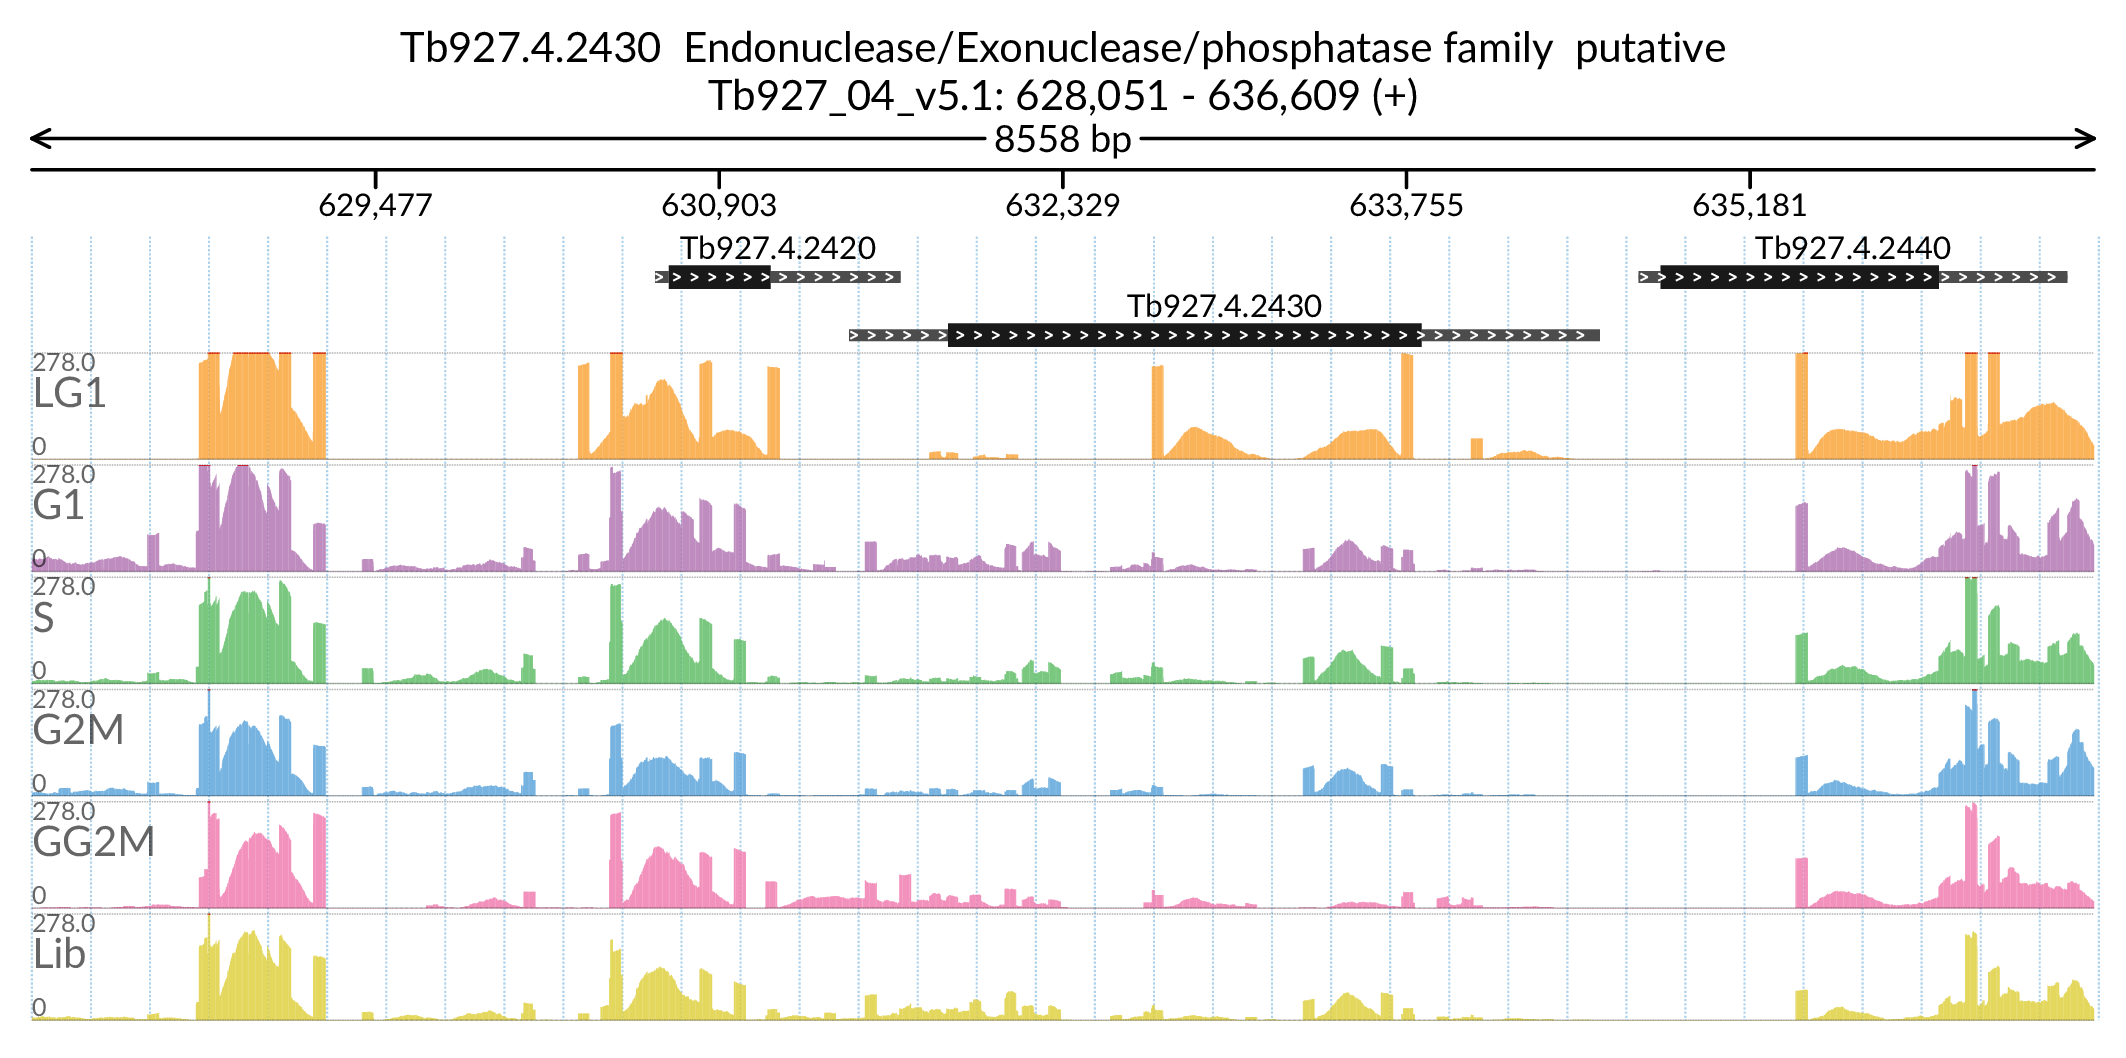 Tb927.4.2430  Endonuclease/Exonuclease/phosphatase family  putative
Tb927_04_v5.1: 628,051 - 636,609 (+)
8558 bp
629,477 630,903 632,329 633,755 635,181
Tb927.4.2420 Tb927.4.2440
Tb927.4.2430
278.0
LG1
0
278.0
G1
0
278.0
S
0
278.0
G2M
0
278.0
GG2M
0
278.0
Lib
0